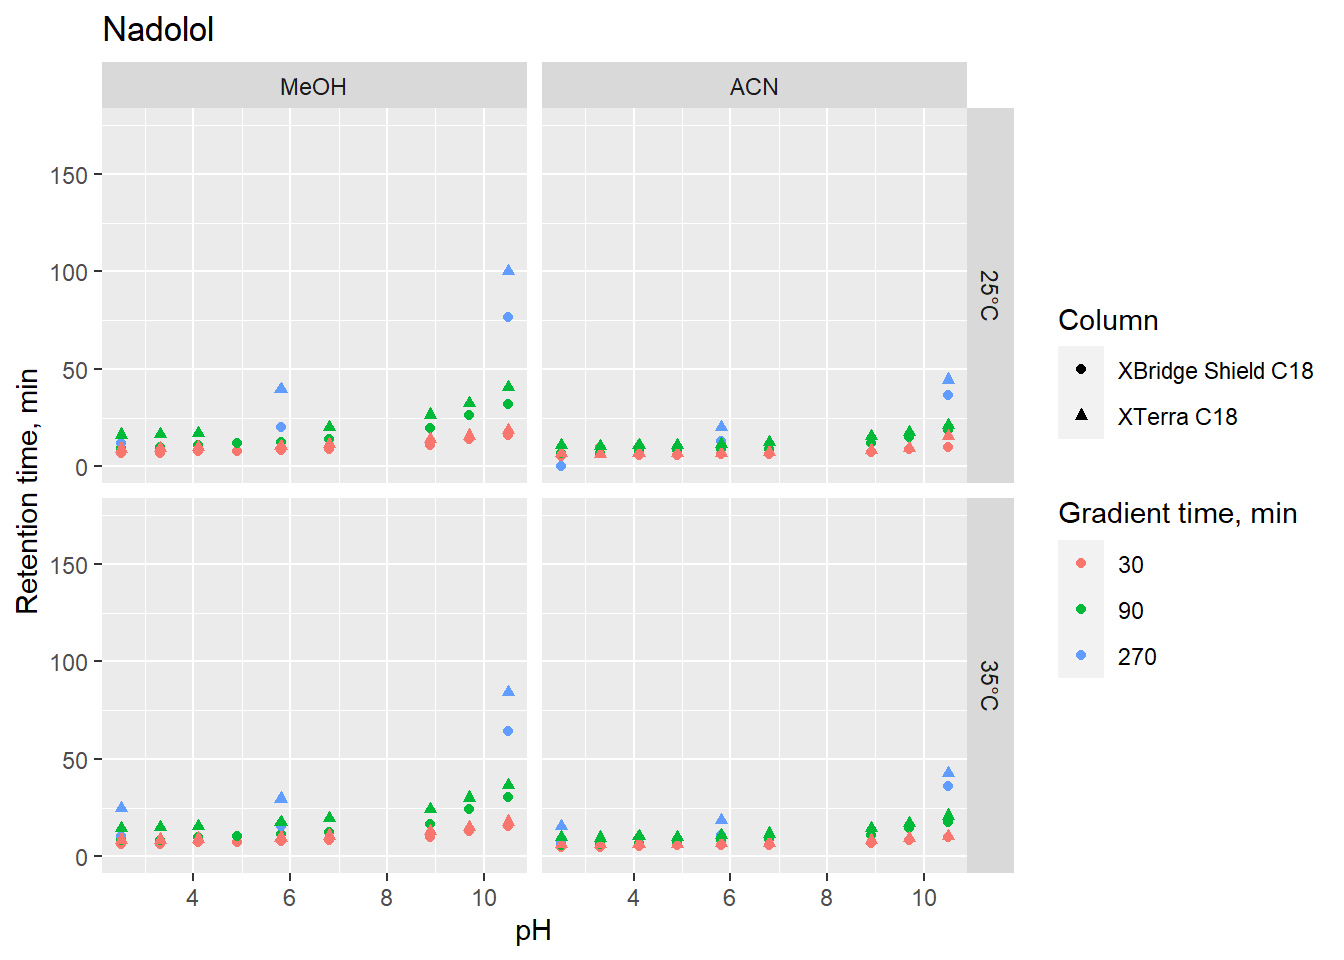 Nadolol
MeOH
ACN
150
100
50
0
25°C
150
100
50
0
35°C
4
6
8
10
4
6
8
10
pH
Retention time, min
Column
XBridge Shield C18
XTerra C18
Gradient time, min
30
90
270